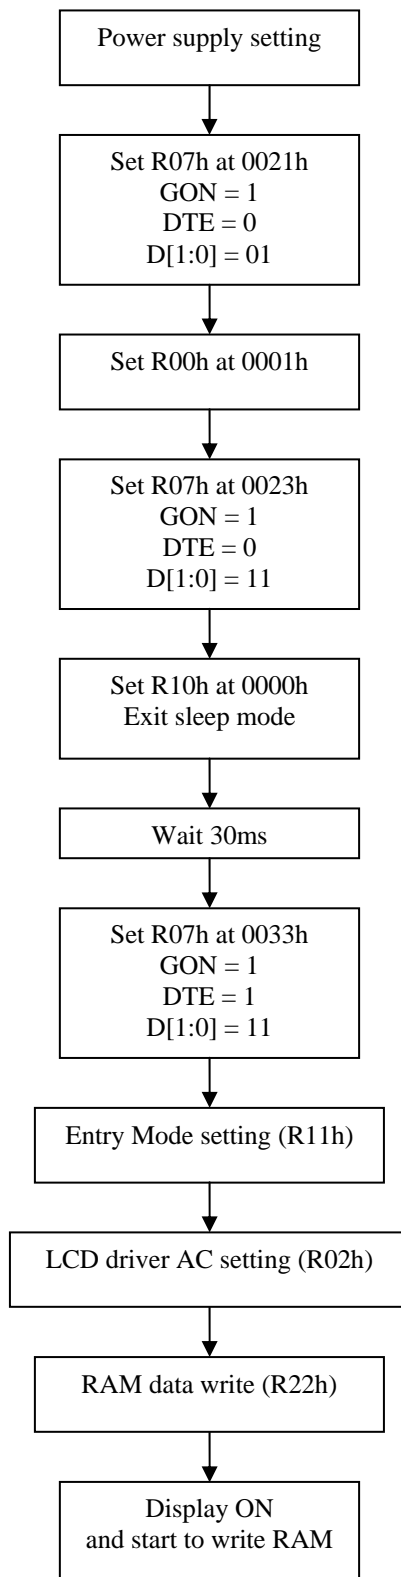 Power supply setting
Set R07h at 0021h
GON = 1
DTE = 0
D[1:0] = 01
Set R00h at 0001h
Set R07h at 0023h
GON = 1
DTE = 0
D[1:0] = 11
Set R10h at 0000h
Exit sleep mode
Wait 30ms
Set R07h at 0033h
GON = 1
DTE = 1
D[1:0] = 11
Entry Mode setting (R11h)
LCD driver AC setting (R02h)
RAM data write (R22h)
Display ON
and start to write RAM